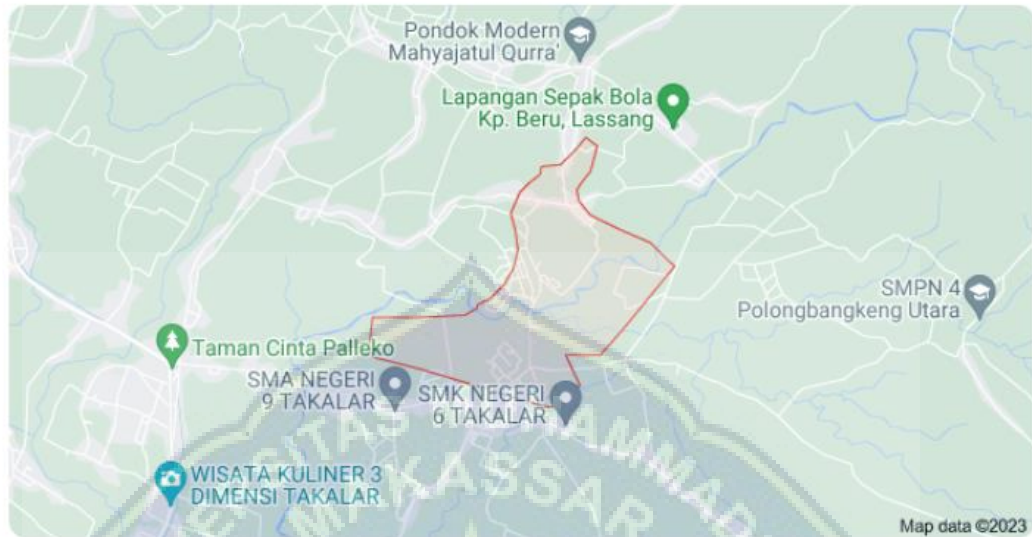 Pondok Modern
Mahyajatul Qurra'
Lapangan Sepak Bola
Kp. Beru, Lassang
SMPN 4
Polongbangkeng Utara
Taman Cinta Palleko
SMA NEGERI
9 TAKALAR
SMK NEGERI
6 TAKALAR
WISATA KULINER 3
DIMENSI TAKALAR
MAKASSAR
Map data ©2023